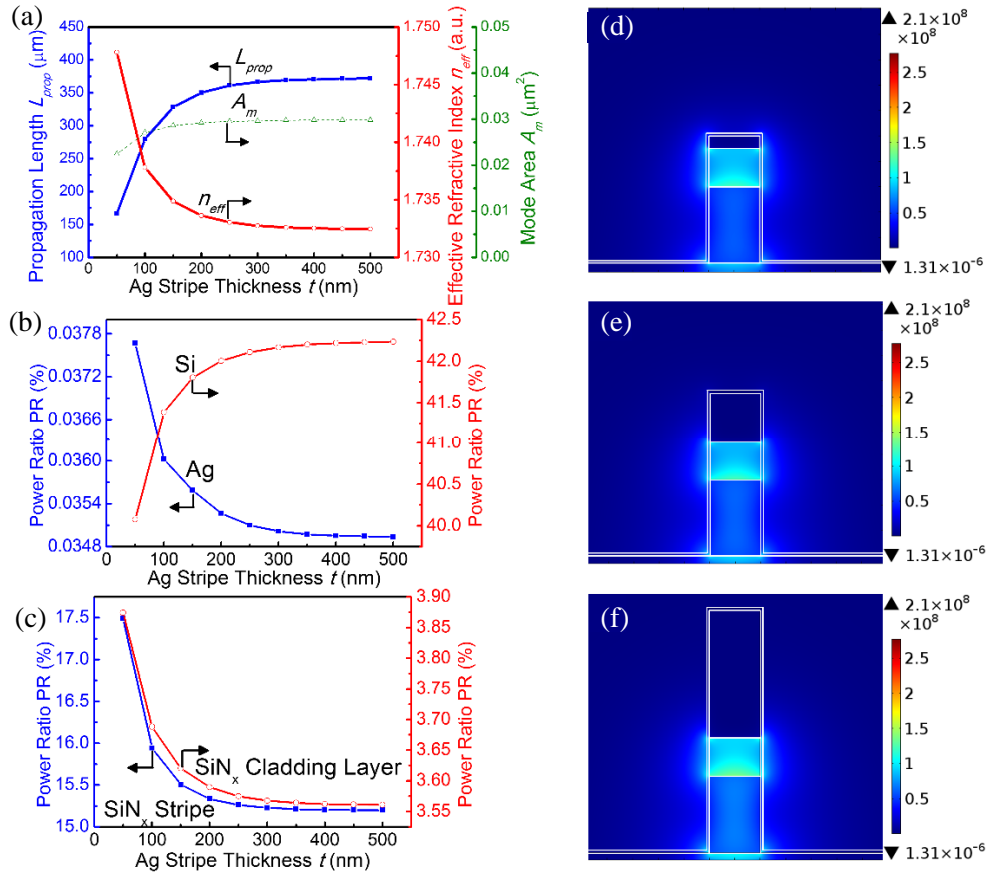 (a)
Propagation Length L_prop (μm)
450
400
350
300
250
200
150
100
L_prop
A_m
n_eff
0 100 200 300 400 500
Ag Stripe Thickness t (nm)
1.750
1.745
1.740
1.735
1.730
Effective Refractive Index n_eff (a.u.)
0.05
0.04
0.03
0.02
0.01
0.00
Mode Area A_m (μm²)
(b)
Power Ratio PR (%)
0.0378
0.0372
0.0366
0.0360
0.0354
0.0348
Si
Ag
0 100 200 300 400 500
Ag Stripe Thickness t (nm)
42.5
42.0
41.5
41.0
40.5
40.0
Power Ratio PR (%)
(c)
Power Ratio PR (%)
17.5
17.0
16.5
16.0
15.5
15.0
SiNx Cladding Layer
SiNx Stripe
0 100 200 300 400 500
Ag Stripe Thickness t (nm)
3.90
3.85
3.80
3.75
3.70
3.65
3.60
3.55
Power Ratio PR (%)
(d)
▲ 2.1×10⁸
×10⁸
2.5
2
1.5
1
0.5
▼ 1.31×10⁻⁶
(e)
▲ 2.1×10⁸
×10⁸
2.5
2
1.5
1
0.5
▼ 1.31×10⁻⁶
(f)
▲ 2.1×10⁸
×10⁸
2.5
2
1.5
1
0.5
▼ 1.31×10⁻⁶